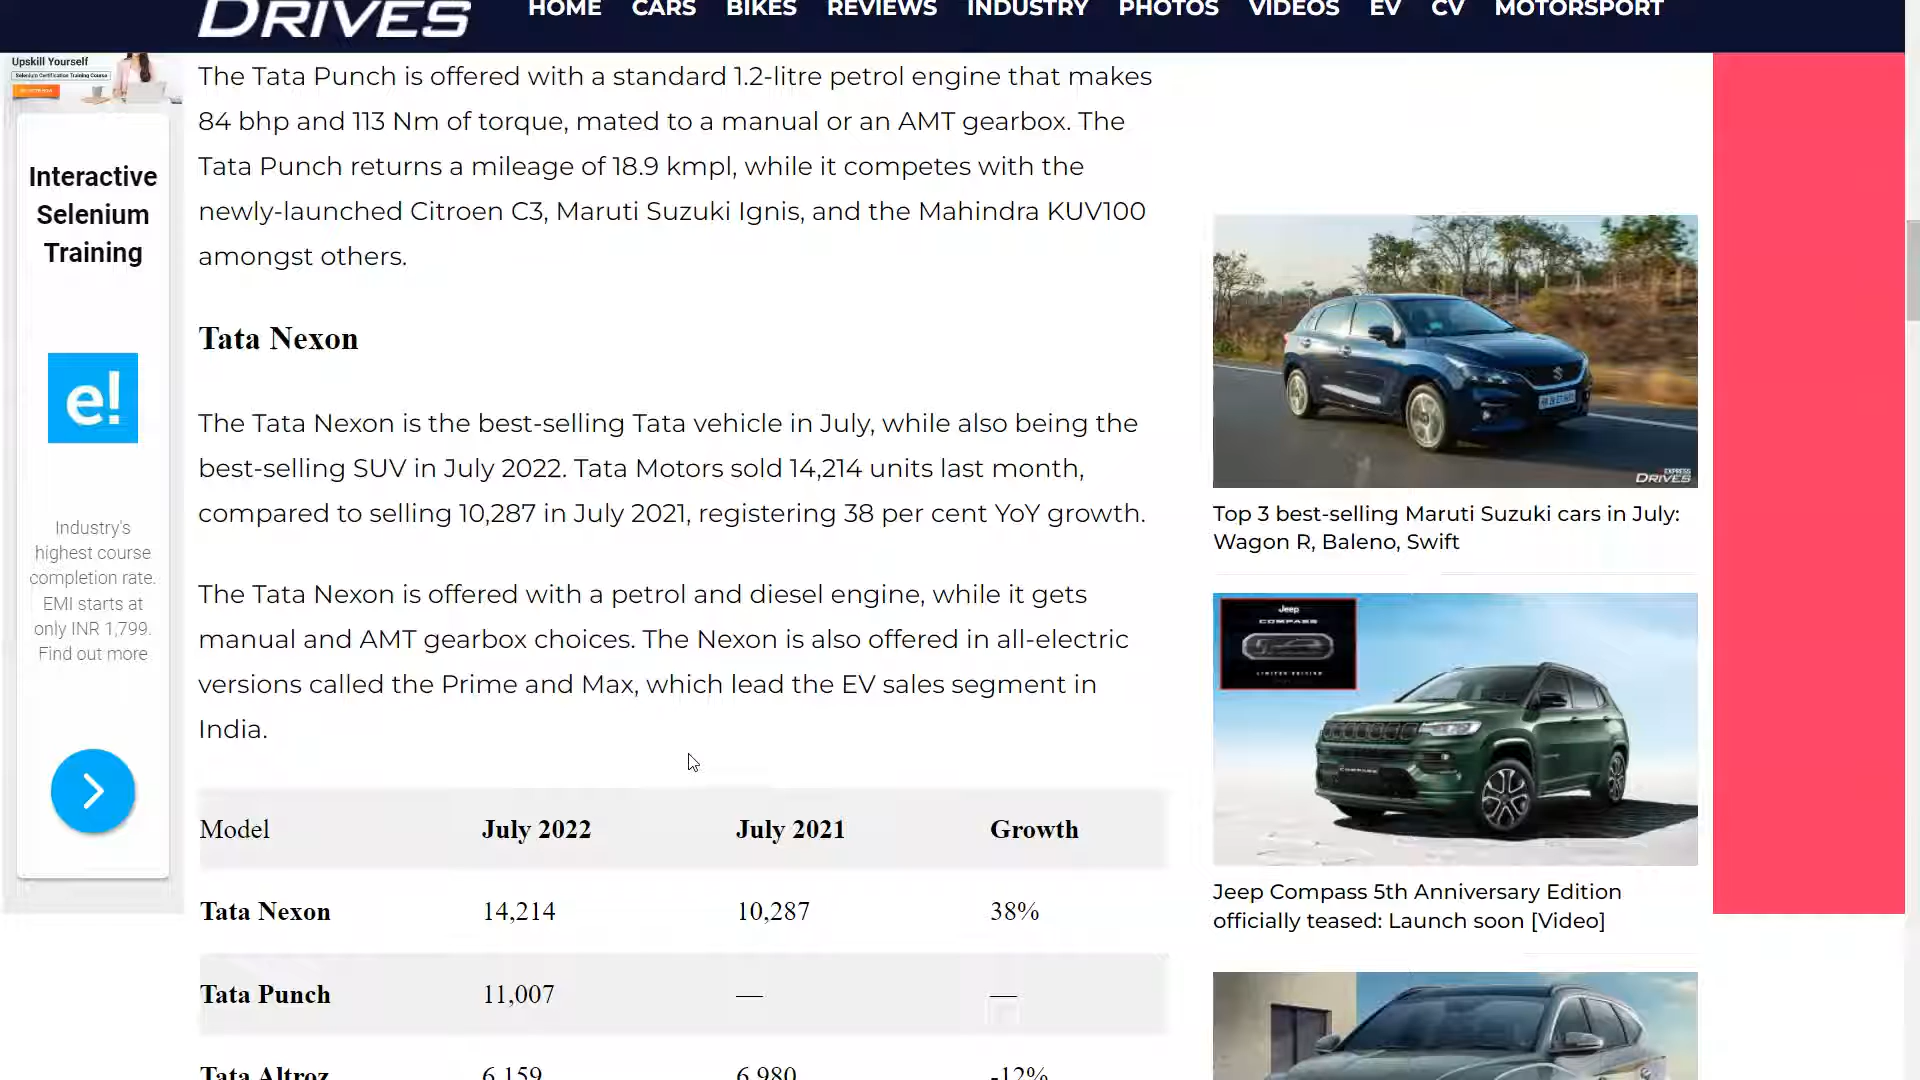 DRIVES
HOME CARS BIKES REVIEWS INDUSTRY PHOTOS VIDEOS EV CV MOTORSPORT
Upskill Yourself
Selenium Certification Training Course
Interactive
Selenium
Training
e!
Industry's
highest course
completion rate.
EMI starts at
only INR 1,799.
Find out more
The Tata Punch is offered with a standard 1.2-litre petrol engine that makes
84 bhp and 113 Nm of torque, mated to a manual or an AMT gearbox. The
Tata Punch returns a mileage of 18.9 kmpl, while it competes with the
newly-launched Citroen C3, Maruti Suzuki Ignis, and the Mahindra KUV100
amongst others.
Tata Nexon
The Tata Nexon is the best-selling Tata vehicle in July, while also being the
best-selling SUV in July 2022. Tata Motors sold 14,214 units last month,
compared to selling 10,287 in July 2021, registering 38 per cent YoY growth.
The Tata Nexon is offered with a petrol and diesel engine, while it gets
manual and AMT gearbox choices. The Nexon is also offered in all-electric
versions called the Prime and Max, which lead the EV sales segment in
India.
Model July 2022 July 2021 Growth
Tata Nexon 14,214 10,287 38%
Tata Punch 11,007 — —
Tata Altroz 6,159 6,980 -12%
EXPRESS
DRIVES
Top 3 best-selling Maruti Suzuki cars in July:
Wagon R, Baleno, Swift
Jeep
COMPASS
LIMITED EDITION
COMPASS
Jeep Compass 5th Anniversary Edition
officially teased: Launch soon [Video]